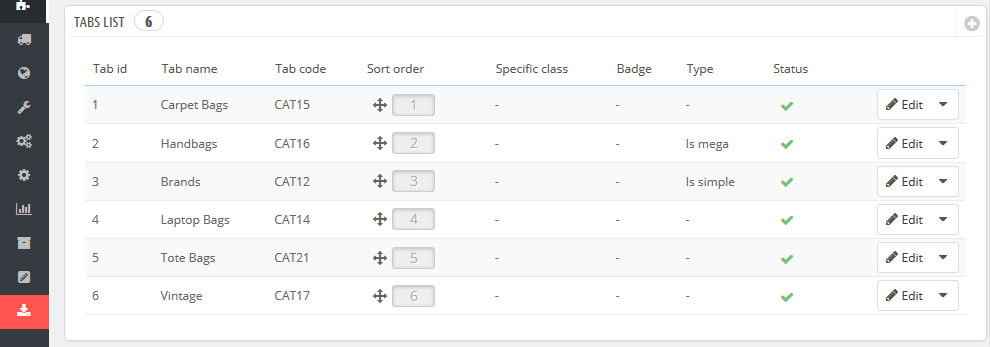 TABS LIST 6
Tab id Tab name Tab code Sort order Specific class Badge Type Status
1 Carpet Bags CAT15 1 - - - Edit
2 Handbags CAT16 2 - - Is mega Edit
3 Brands CAT12 3 - - Is simple Edit
4 Laptop Bags CAT14 4 - - - Edit
5 Tote Bags CAT21 5 - - - Edit
6 Vintage CAT17 6 - - - Edit